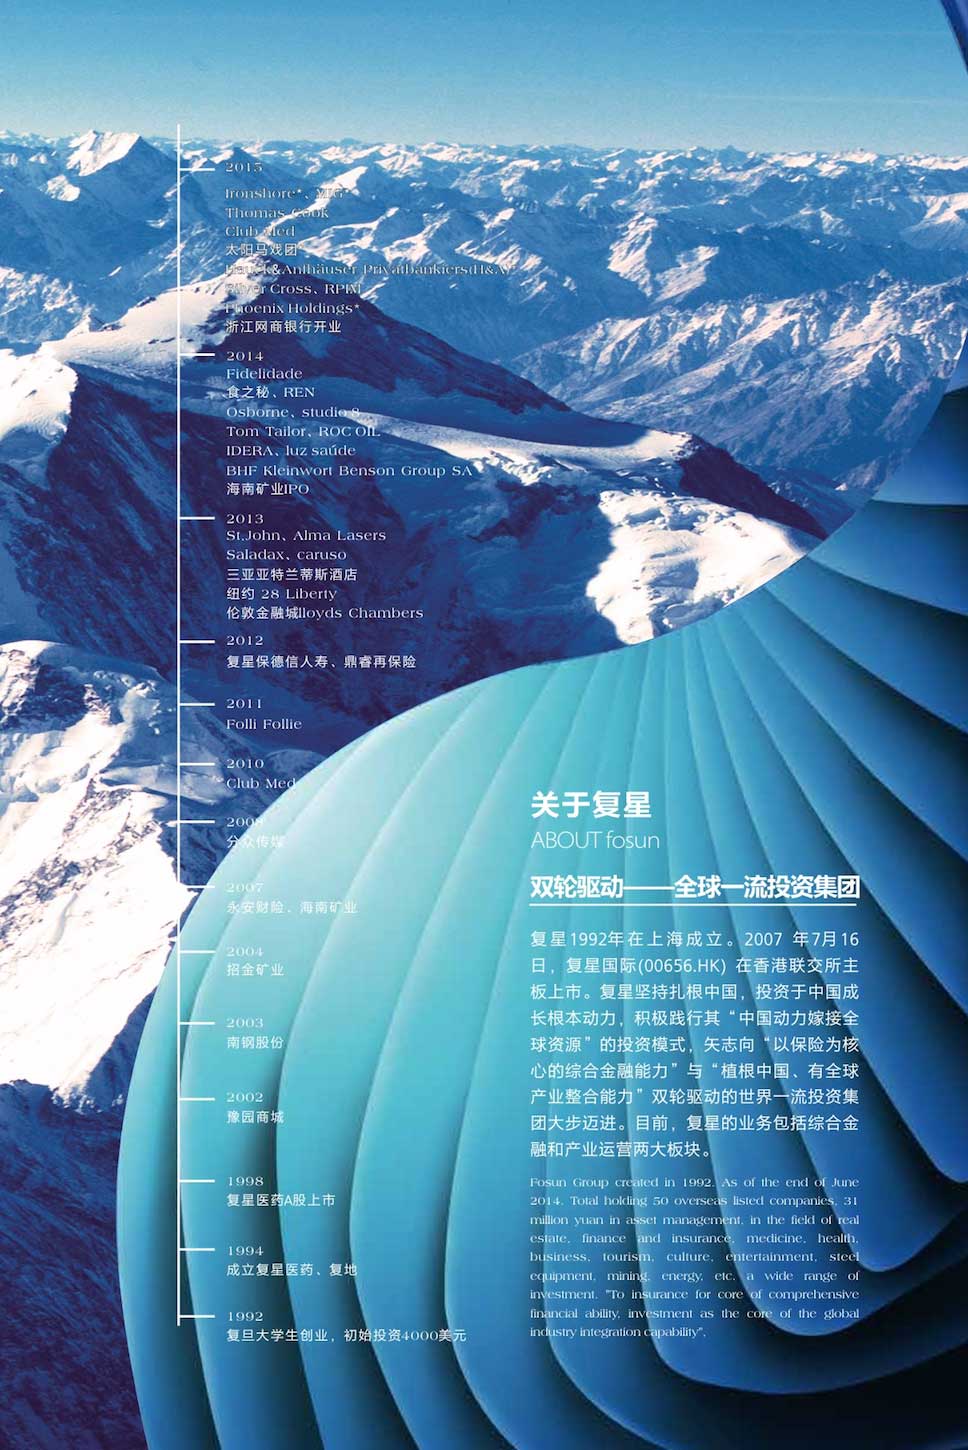 2015
Ironshore*、MIG*
Thomas Cook
Club Med
太阳马戏团*
Hauck&Anthäuser Privatbankiers(H&A)*
Silver Cross、RPIM
Phoenix Holdings*
浙江网商银行开业
2014
Fidelidade
食之秘、REN
Osborne、studio 8
Tom Tailor、ROC OIL
IDERA、luz saúde
BHF Kleinwort Benson Group SA
海南矿业IPO
2013
St.John、Alma Lasers
Saladax、caruso
三亚亚特兰蒂斯酒店
纽约 28 Liberty
伦敦金融城lloyds Chambers
2012
复星保德信人寿、鼎睿再保险
2011
Folli Follie
2010
Club Med
2008
分众传媒
2007
永安财险、海南矿业
2004
招金矿业
2003
南钢股份
2002
豫园商城
1998
复星医药A股上市
1994
成立复星医药、复地
1992
复旦大学生创业，初始投资4000美元
关于复星
ABOUT fosun
双轮驱动——全球一流投资集团
复星1992年在上海成立。2007 年7月16
日，复星国际(00656.HK) 在香港联交所主
板上市。复星坚持扎根中国，投资于中国成
长根本动力，积极践行其“中国动力嫁接全
球资源”的投资模式，矢志向“以保险为核
心的综合金融能力”与“植根中国、有全球
产业整合能力”双轮驱动的世界一流投资集
团大步迈进。目前，复星的业务包括综合金
融和产业运营两大板块。
Fosun Group created in 1992. As of the end of June
2014. Total holding 50 overseas listed companies, 31
million yuan in asset management, in the field of real
estate, finance and insurance, medicine, health,
business, tourism, culture, entertainment, steel
equipment, mining, energy, etc. a wide range of
investment. "To insurance for core of comprehensive
financial ability, investment as the core of the global
industry integration capability",